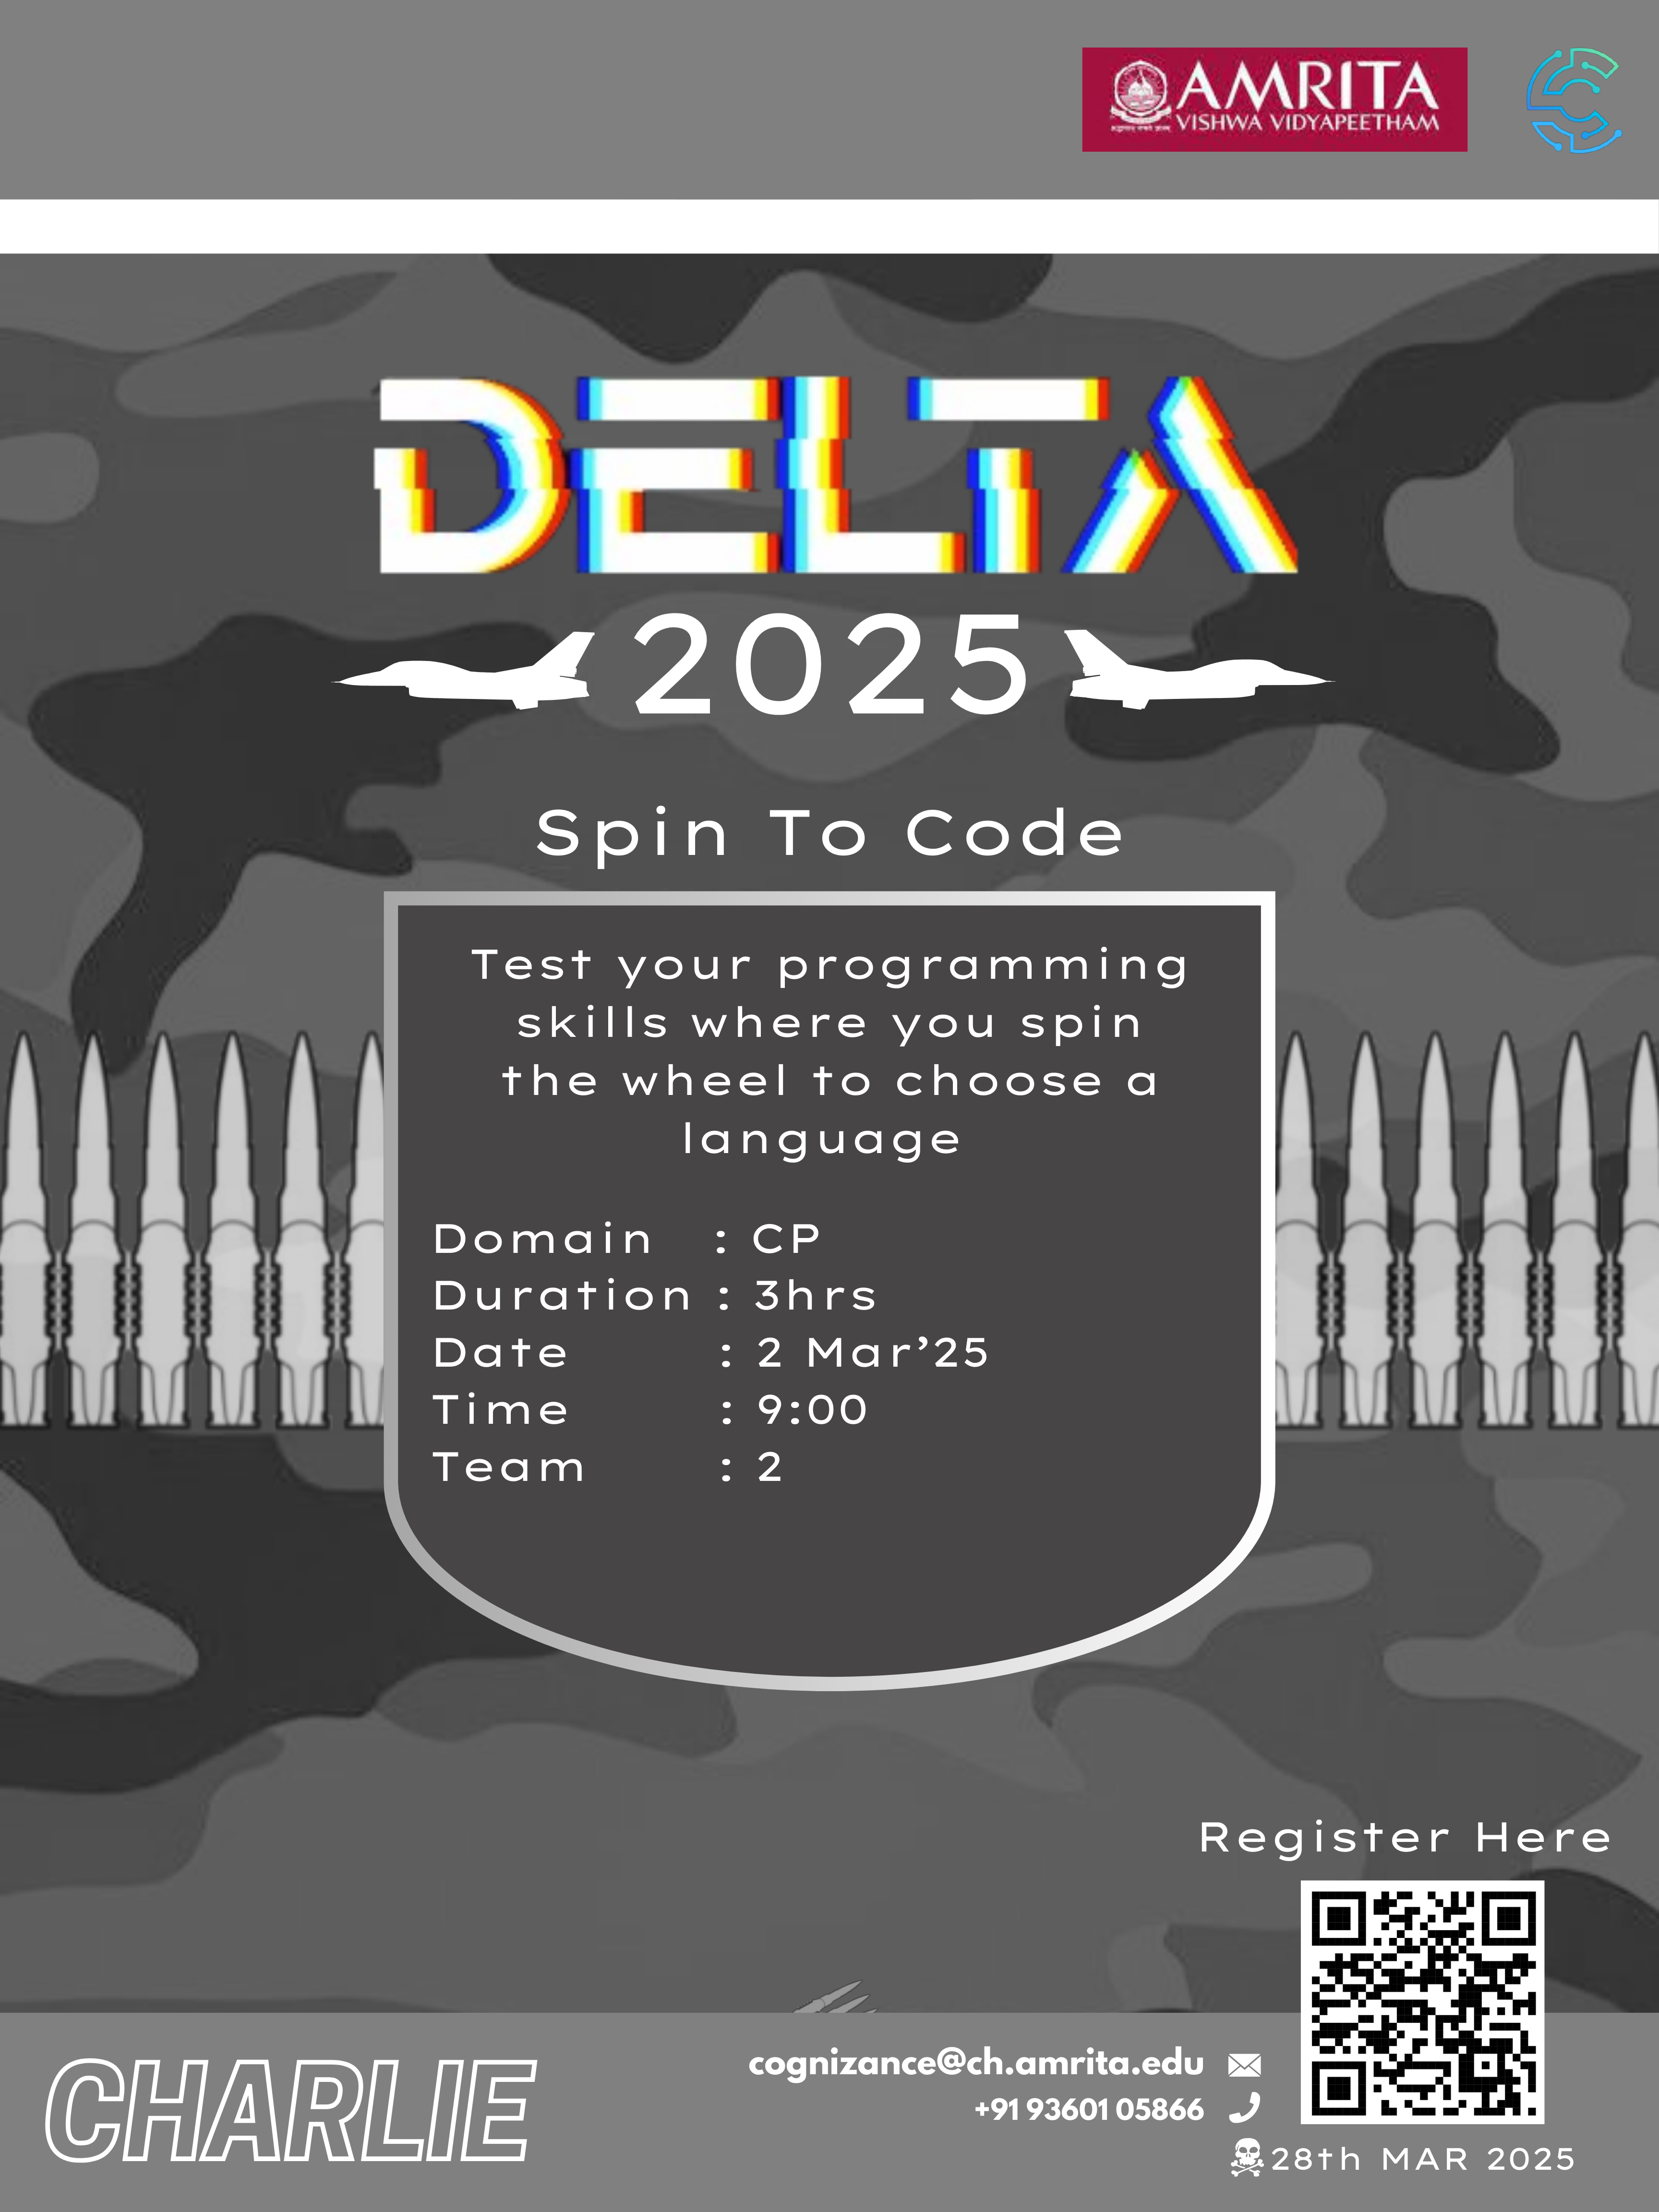 AMRITA
VISHWA VIDYAPEETHAM
DELTA
2025
Spin To Code
Test your programming
skills where you spin
the wheel to choose a
language
Domain : CP
Duration : 3hrs
Date : 2 Mar’25
Time : 9:00
Team : 2
Register Here
CHARLIE
cognizance@ch.amrita.edu
+91 93601 05866
28th MAR 2025